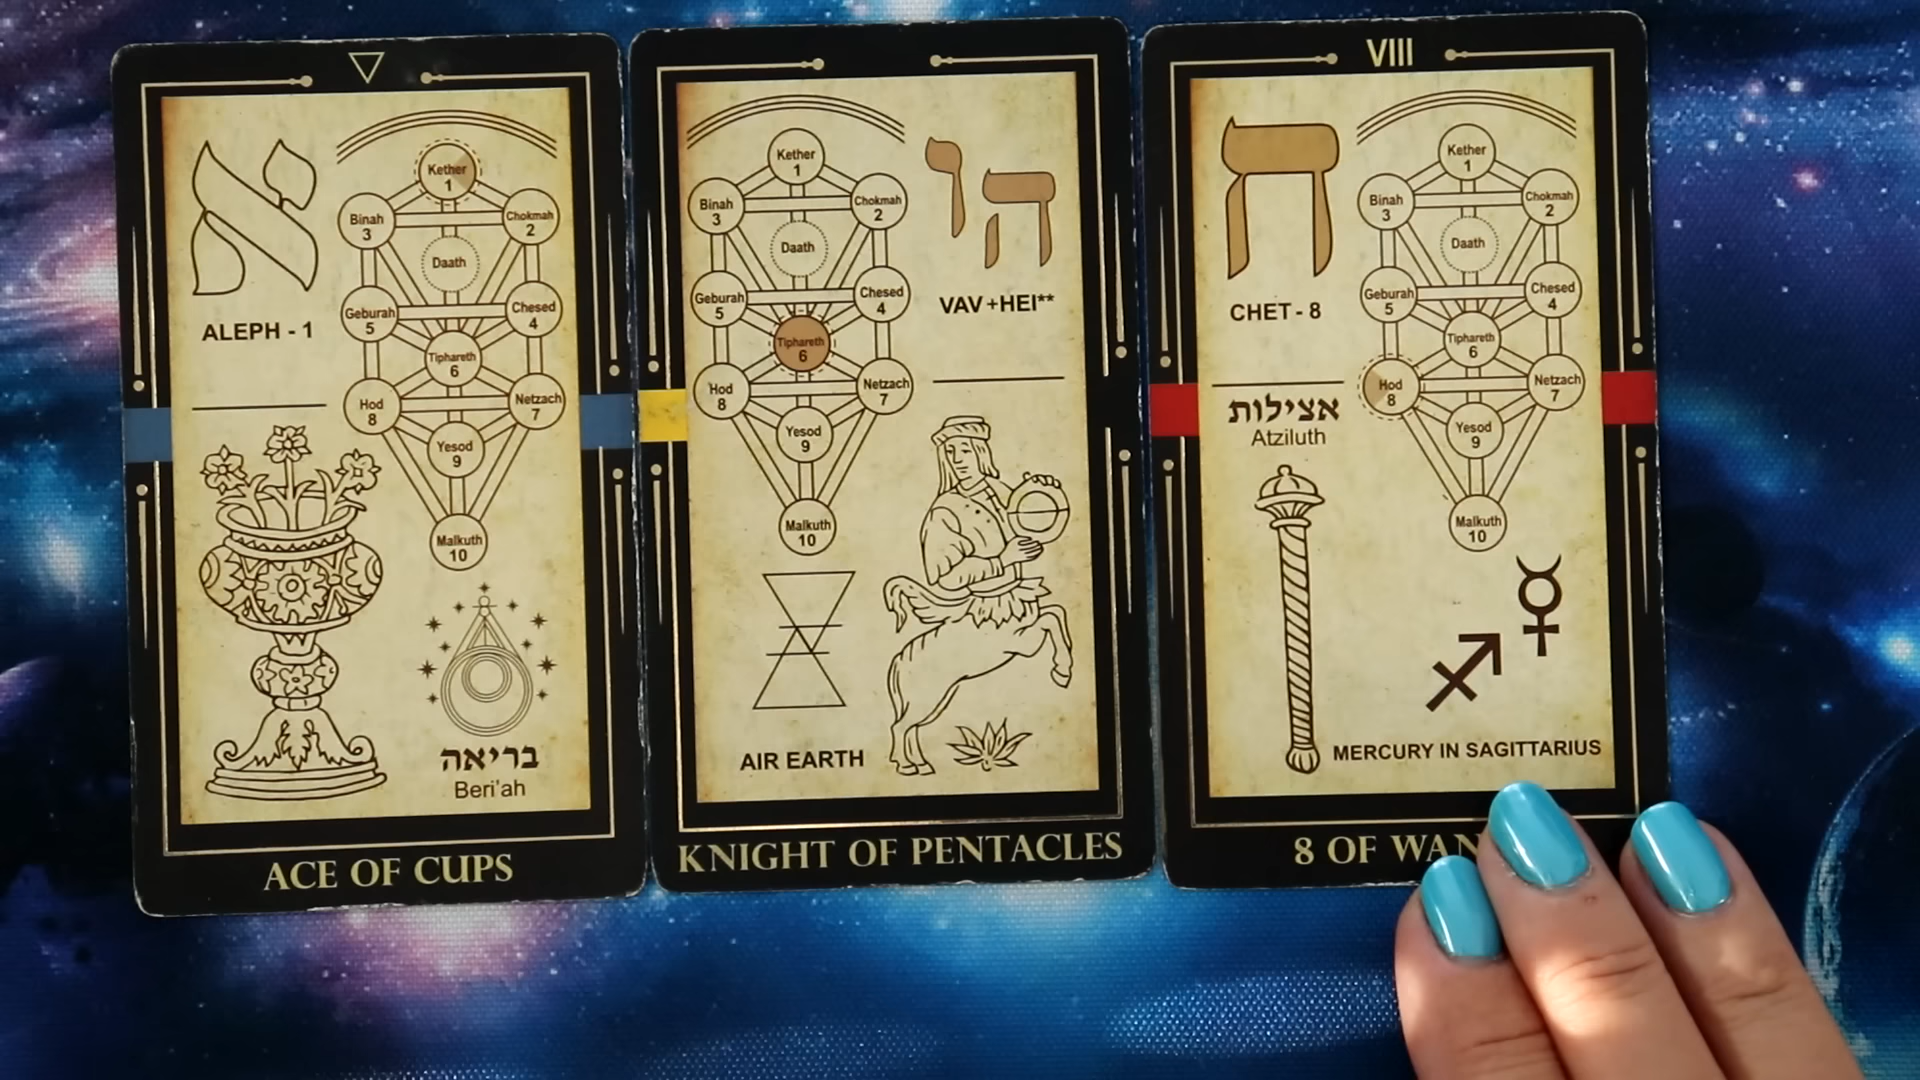 ALEPH - 1
Kether
1
Binah
3
Chokmah
2
Daath
Geburah
5
Chesed
4
Tiphareth
6
Hod
8
Netzach
7
Yesod
9
Malkuth
10
בריאה
Beri'ah
ACE OF CUPS
Kether
1
Binah
3
Chokmah
2
Daath
Geburah
5
Chesed
4
Tiphareth
6
Hod
8
Netzach
7
Yesod
9
Malkuth
10
וה
VAV+HEI**
AIR EARTH
KNIGHT OF PENTACLES
VIII
ח
CHET - 8
Kether
1
Binah
3
Chokmah
2
Daath
Geburah
5
Chesed
4
Tiphareth
6
Hod
8
Netzach
7
Yesod
9
Malkuth
10
אצילות
Atziluth
MERCURY IN SAGITTARIUS
8 OF WAN
א